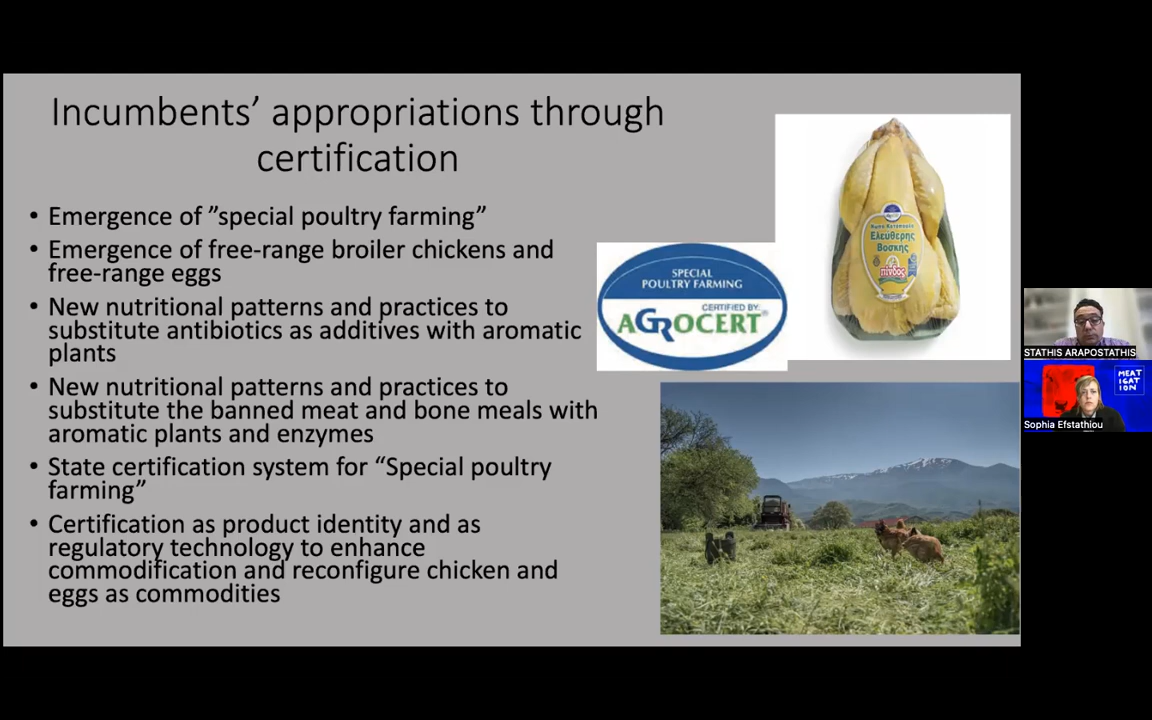 Incumbents’ appropriations through
certification
• Emergence of ”special poultry farming”
• Emergence of free-range broiler chickens and
free-range eggs
• New nutritional patterns and practices to
substitute antibiotics as additives with aromatic
plants
• New nutritional patterns and practices to
substitute the banned meat and bone meals with
aromatic plants and enzymes
• State certification system for “Special poultry
farming”
• Certification as product identity and as
regulatory technology to enhance
commodification and reconfigure chicken and
eggs as commodities
SPECIAL
POULTRY FARMING
CERTIFIED BY:
AGROCERT®
Ελεύθερης
Βοσκής
πίνδος
STATHIS ARAPOSTATHIS
MEAT
IGAT
ION
Sophia Efstathiou